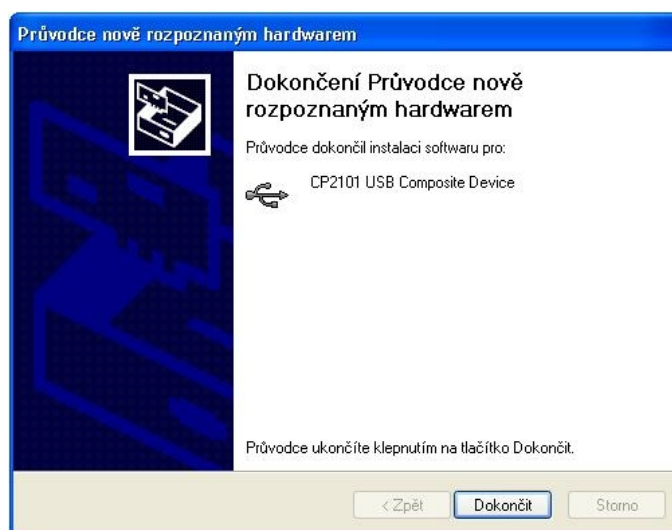 Průvodce nově rozpoznaným hardwarem
Dokončení Průvodce nově
rozpoznaným hardwarem
Průvodce dokončil instalaci softwaru pro:
CP2101 USB Composite Device
Průvodce ukončíte klepnutím na tlačítko Dokončit.
< Zpět
Dokončit
Storno